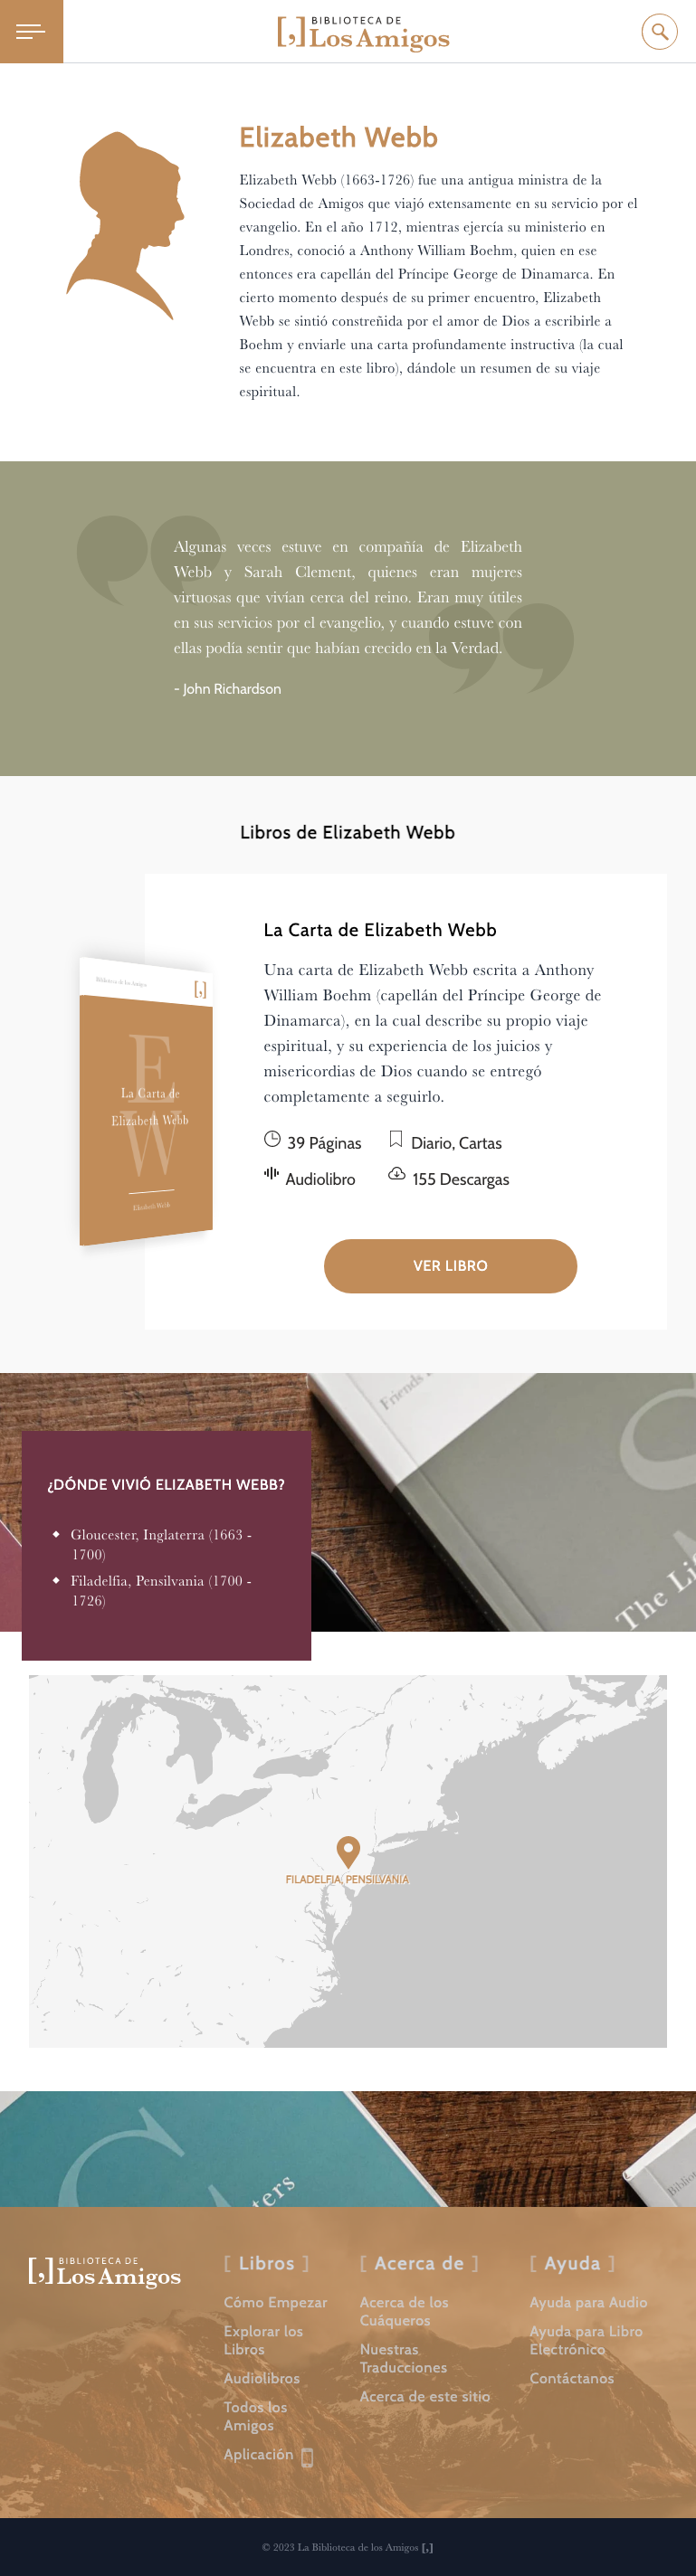 BIBLIOTECA DE
[,] Los Amigos
Elizabeth Webb
Elizabeth Webb (1663-1726) fue una antigua ministra de la
Sociedad de Amigos que viajó extensamente en su servicio por el
evangelio. En el año 1712, mientras ejercía su ministerio en
Londres, conoció a Anthony William Boehm, quien en ese
entonces era capellán del Príncipe George de Dinamarca. En
cierto momento después de su primer encuentro, Elizabeth
Webb se sintió constreñida por el amor de Dios a escribirle a
Boehm y enviarle una carta profundamente instructiva (la cual
se encuentra en este libro), dándole un resumen de su viaje
espiritual.
Algunas veces estuve en compañía de Elizabeth
Webb y Sarah Clement, quienes eran mujeres
virtuosas que vivían cerca del reino. Eran muy útiles
en sus servicios por el evangelio, y cuando estuve con
ellas podía sentir que habían crecido en la Verdad.
- John Richardson
Libros de Elizabeth Webb
Biblioteca de Los Amigos
[,]
E
W
La Carta de
Elizabeth Webb
Elizabeth Webb
La Carta de Elizabeth Webb
Una carta de Elizabeth Webb escrita a Anthony
William Boehm (capellán del Príncipe George de
Dinamarca), en la cual describe su propio viaje
espiritual, y su experiencia de los juicios y
misericordias de Dios cuando se entregó
completamente a seguirlo.
39 Páginas
Diario, Cartas
Audiolibro
155 Descargas
VER LIBRO
Friends
The Li
¿DÓNDE VIVIÓ ELIZABETH WEBB?
Gloucester, Inglaterra (1663 -
1700)
Filadelfia, Pensilvania (1700 -
1726)
FILADELFIA, PENSILVANIA
ters
Bibliot
BIBLIOTECA DE
[,] Los Amigos
[ Libros ]
Cómo Empezar
Explorar los
Libros
Audiolibros
Todos los
Amigos
Aplicación
[ Acerca de ]
Acerca de los
Cuáqueros
Nuestras
Traducciones
Acerca de este sitio
[ Ayuda ]
Ayuda para Audio
Ayuda para Libro
Electrónico
Contáctanos
© 2023 La Biblioteca de los Amigos [,]